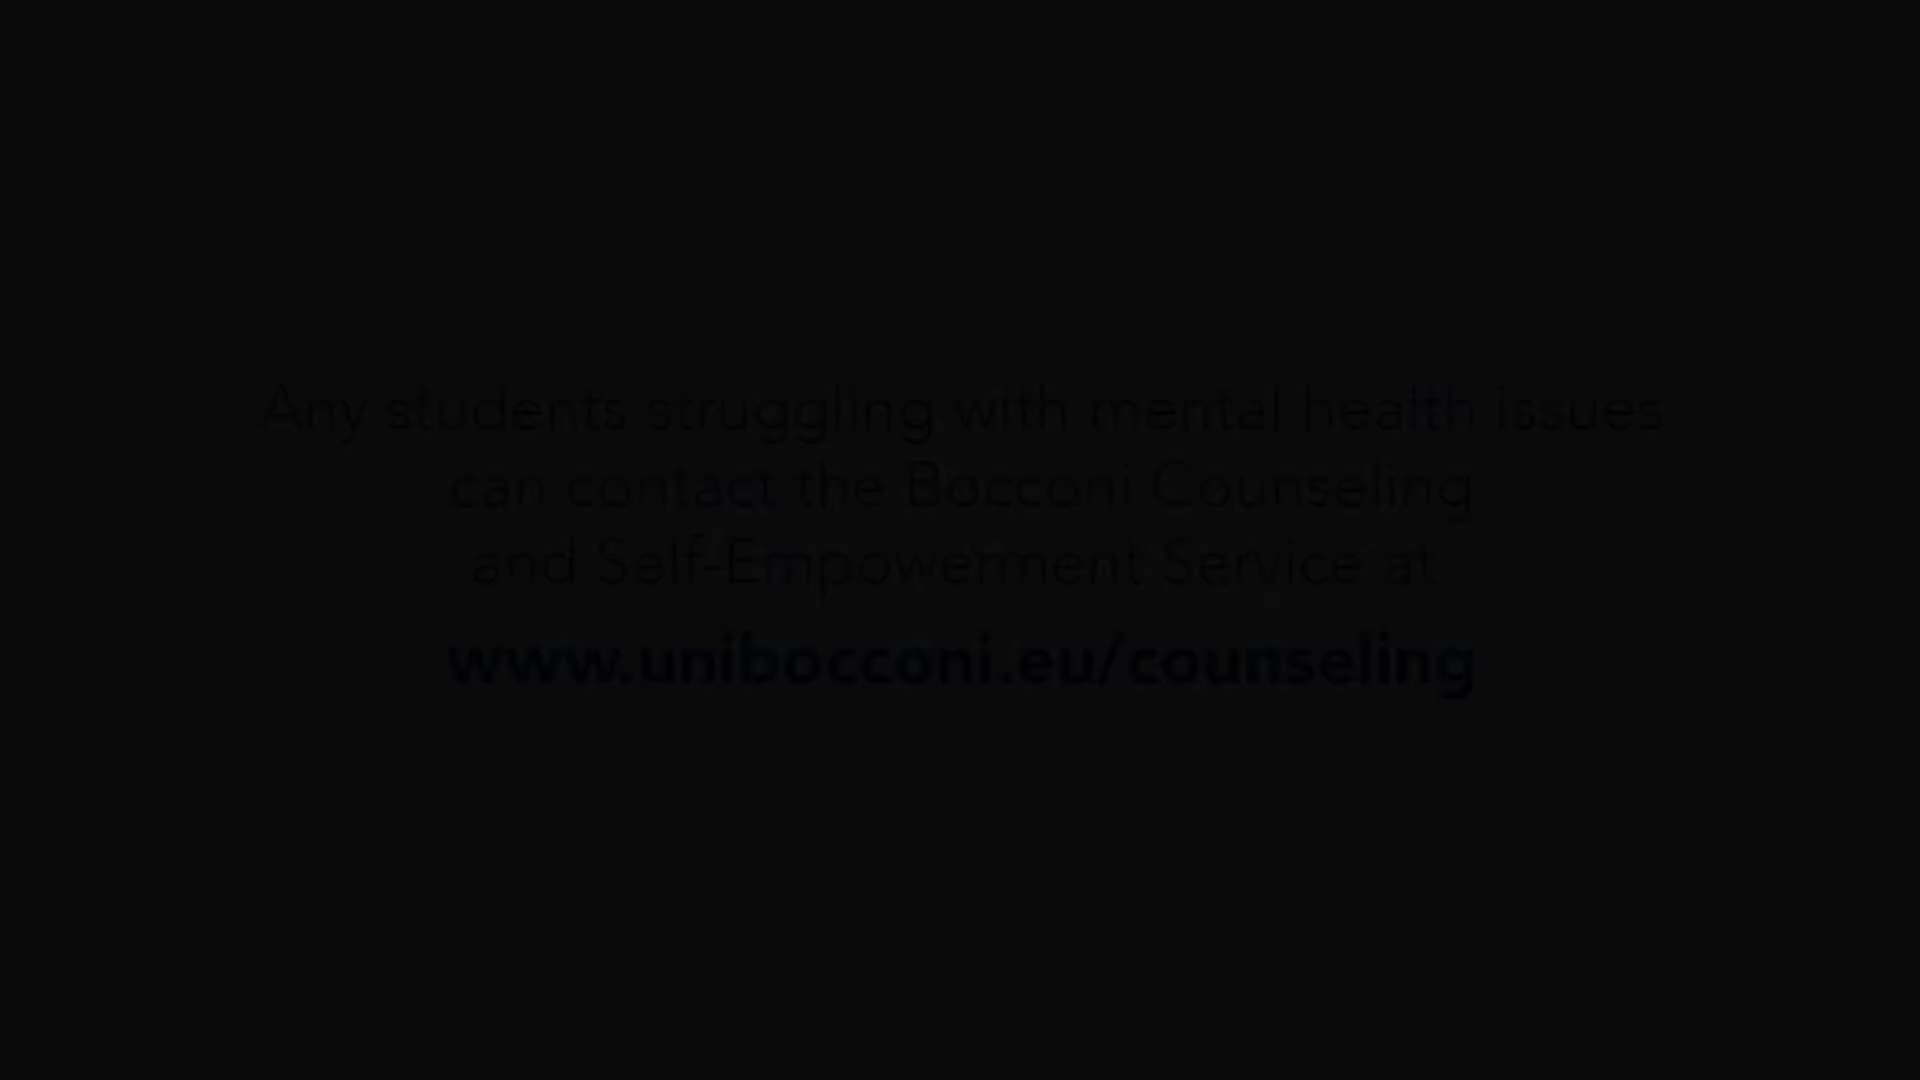 Any students struggling with mental health issues
can contact the Bocconi Counseling
and Self-Empowerment Service at
www.unibocconi.eu/counseling